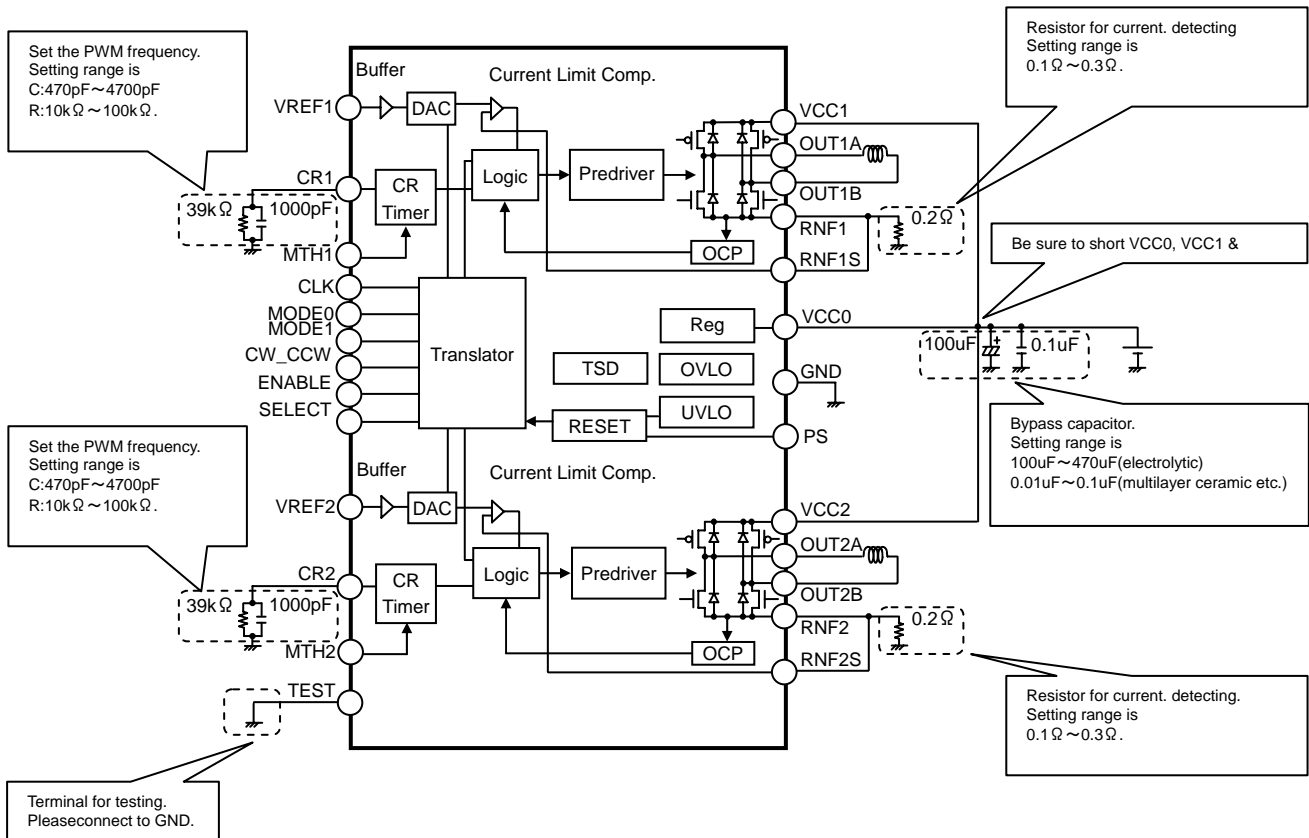 Set the PWM frequency.
Setting range is
C:470pF～4700pF
R:10kΩ～100kΩ.
Resistor for current. detecting
Setting range is
0.1Ω～0.3Ω.
Buffer
Current Limit Comp.
VREF1
DAC
VCC1
OUT1A
Logic
Predriver
CR1
CR
Timer
OUT1B
39kΩ
1000pF
RNF1
0.2Ω
MTH1
OCP
RNF1S
Be sure to short VCC0, VCC1 &
CLK
MODE0
MODE1
CW_CCW
ENABLE
SELECT
Translator
Reg
VCC0
TSD
OVLO
100uF
+
0.1uF
GND
UVLO
RESET
PS
Bypass capacitor.
Setting range is
100uF～470uF(electrolytic)
0.01uF～0.1uF(multilayer ceramic etc.)
Set the PWM frequency.
Setting range is
C:470pF～4700pF
R:10kΩ～100kΩ.
Buffer
Current Limit Comp.
VREF2
DAC
VCC2
OUT2A
Logic
Predriver
CR2
CR
Timer
OUT2B
39kΩ
1000pF
RNF2
0.2Ω
MTH2
OCP
RNF2S
TEST
Resistor for current. detecting.
Setting range is
0.1Ω～0.3Ω.
Terminal for testing.
Pleaseconnect to GND.